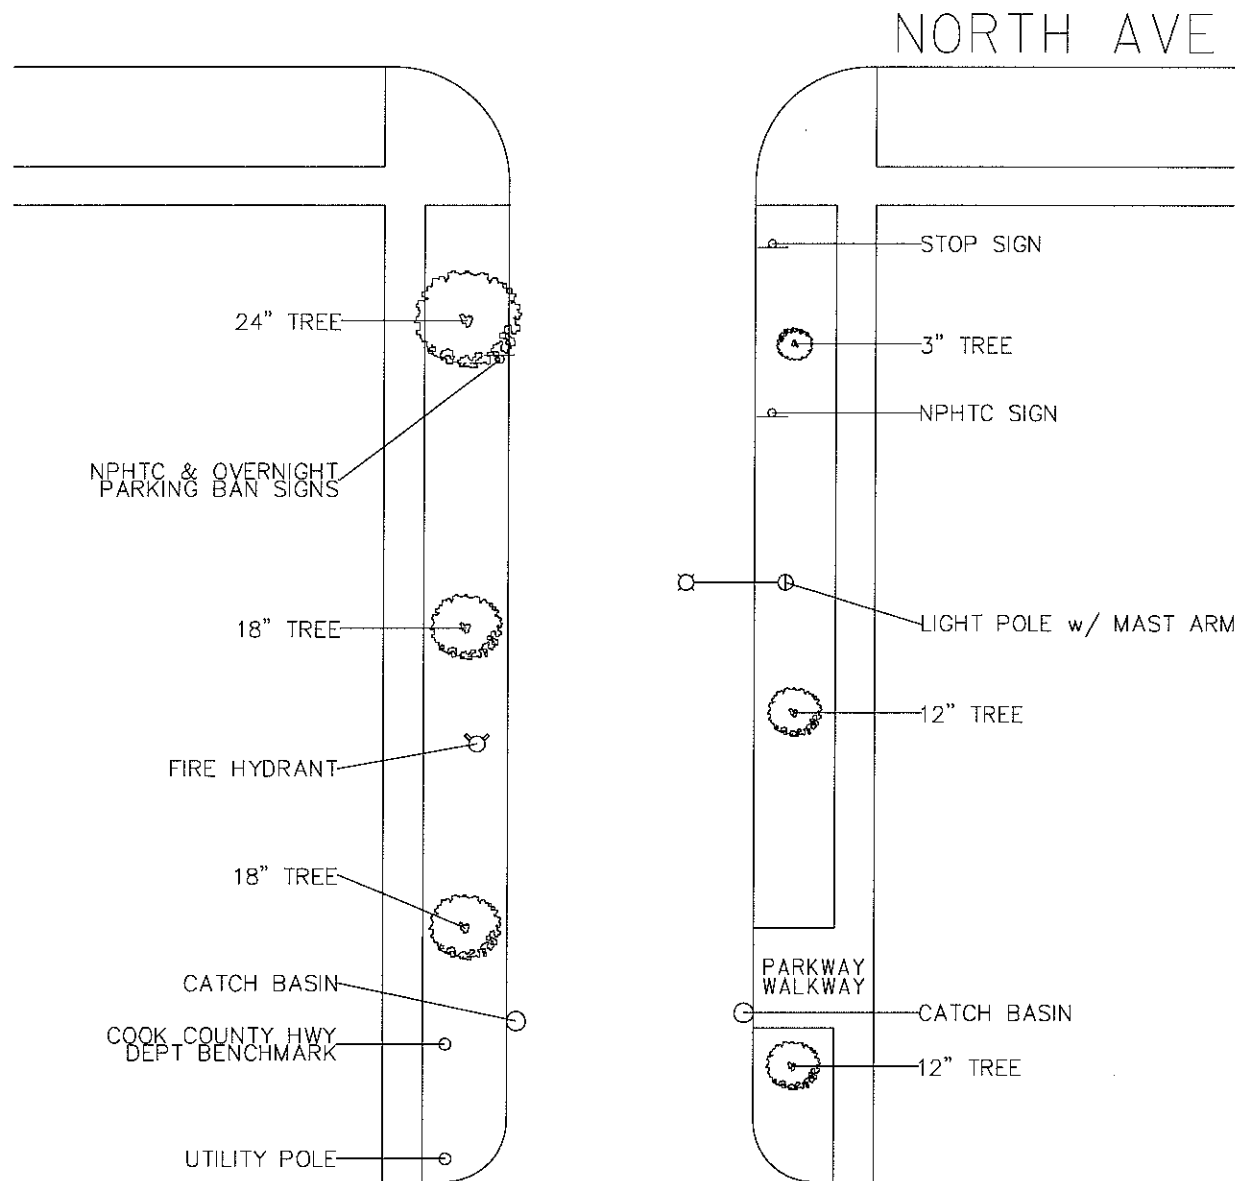 NORTH AVE
STOP SIGN
24" TREE
3" TREE
NPHTC SIGN
NPHTC & OVERNIGHT
PARKING BAN SIGNS
LIGHT POLE w/ MAST ARM
18" TREE
12" TREE
FIRE HYDRANT
18" TREE
PARKWAY
WALKWAY
CATCH BASIN
CATCH BASIN
COOK COUNTY HWY
DEPT BENCHMARK
12" TREE
UTILITY POLE